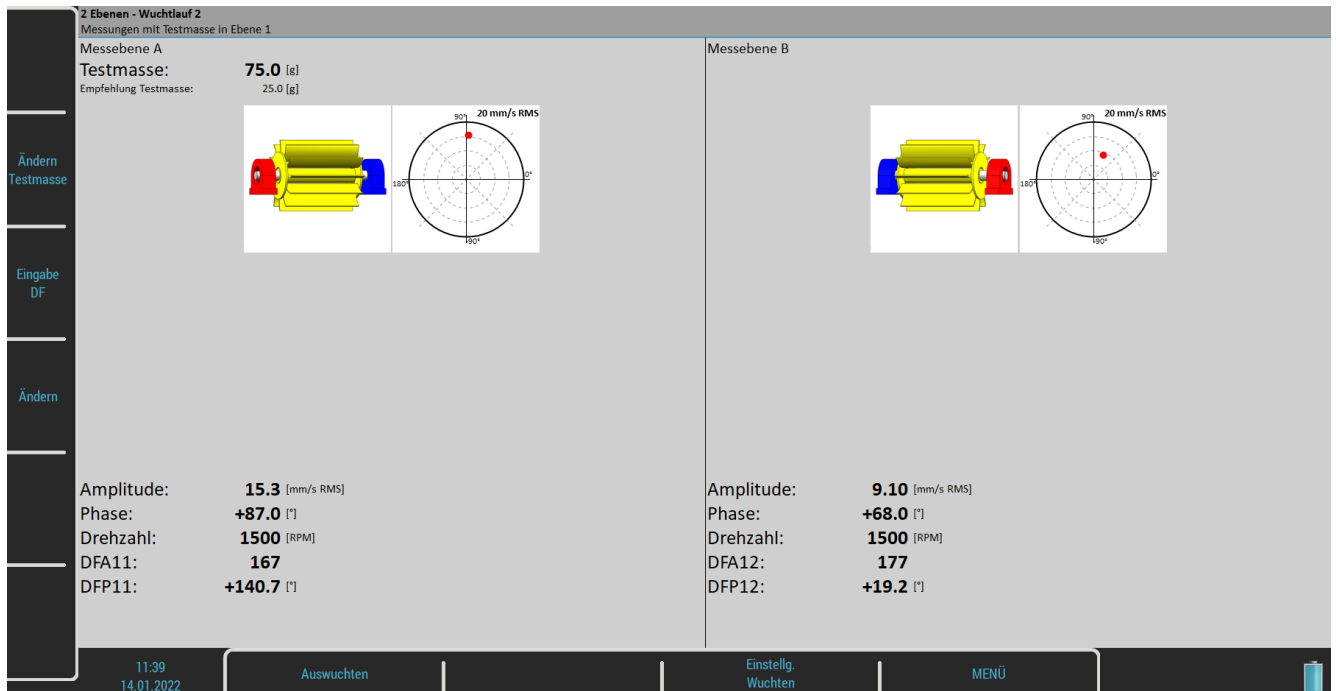 2 Ebenen - Wuchtlauf 2
Messungen mit Testmasse in Ebene 1
Messebene A
Testmasse: 75.0 [g]
Empfehlung Testmasse: 25.0 [g]
90° 20 mm/s RMS
180° 0°
-90°
Amplitude: 15.3 [mm/s RMS]
Phase: +87.0 [°]
Drehzahl: 1500 [RPM]
DFA11: 167
DFP11: +140.7 [°]
Messebene B
90° 20 mm/s RMS
180° 0°
-90°
Amplitude: 9.10 [mm/s RMS]
Phase: +68.0 [°]
Drehzahl: 1500 [RPM]
DFA12: 177
DFP12: +19.2 [°]
Ändern
Testmasse
Eingabe
DF
Ändern
11:39
14.01.2022
Auswuchten
Einstellg.
Wuchten
MENÜ